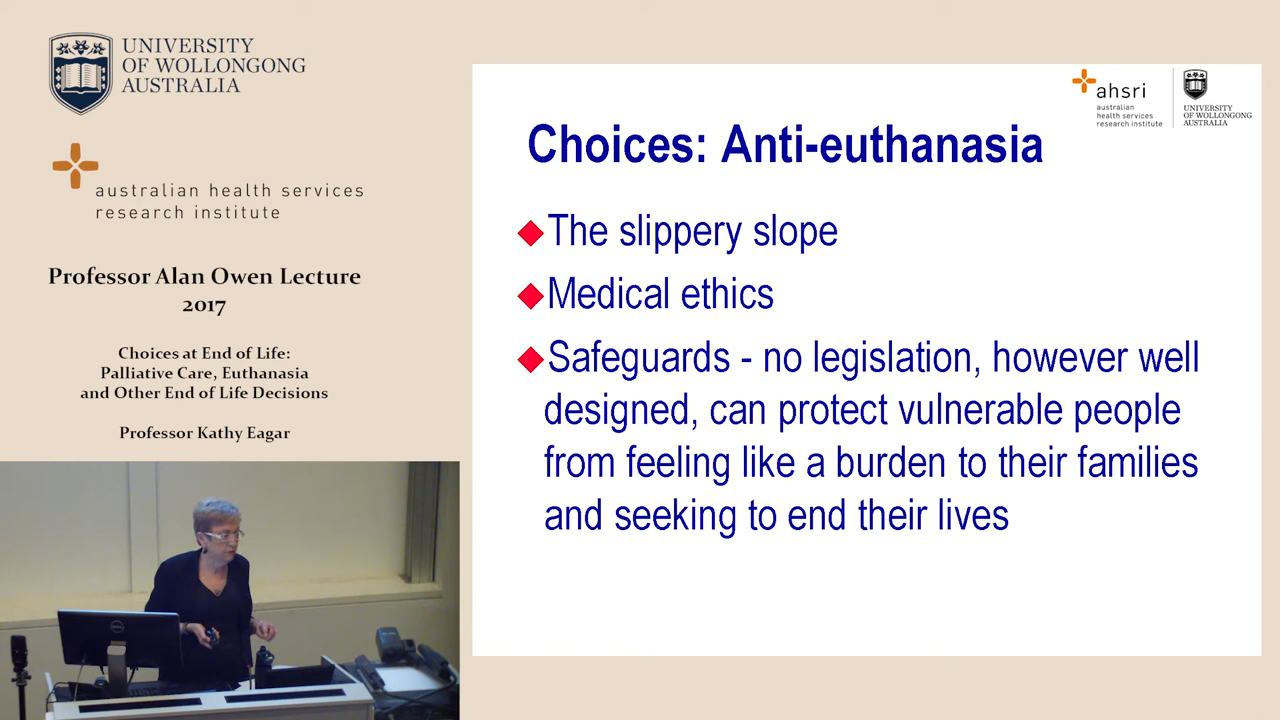 UNIVERSITY
OF WOLLONGONG
AUSTRALIA
australian health services
research institute
Professor Alan Owen Lecture
2017
Choices at End of Life:
Palliative Care, Euthanasia
and Other End of Life Decisions
Professor Kathy Eagar
ahsri
australian
health services
research institute
UNIVERSITY
OF WOLLONGONG
AUSTRALIA
Choices: Anti-euthanasia
The slippery slope
Medical ethics
Safeguards - no legislation, however well
designed, can protect vulnerable people
from feeling like a burden to their families
and seeking to end their lives
DELL